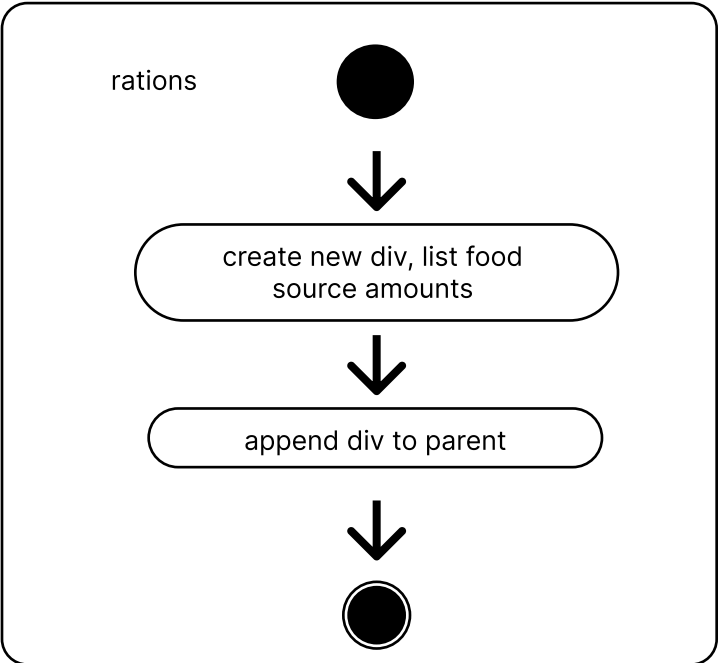 rations
create new div, list food
source amounts
append div to parent